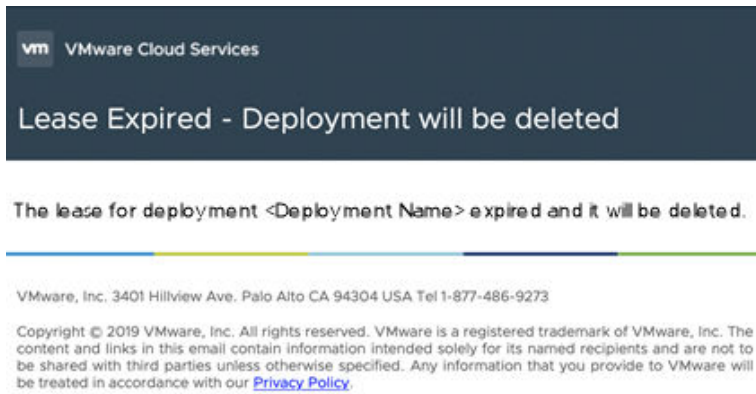 vm VMware Cloud Services
Lease Expired - Deployment will be deleted
The lease for deployment <Deployment Name> expired and it will be deleted.
VMware, Inc. 3401 Hillview Ave. Palo Alto CA 94304 USA Tel 1-877-486-9273
Copyright © 2019 VMware, Inc. All rights reserved. VMware is a registered trademark of VMware, Inc. The
content and links in this email contain information intended solely for its named recipients and are not to
be shared with third parties unless otherwise specified. Any information that you provide to VMware will
be treated in accordance with our Privacy Policy.